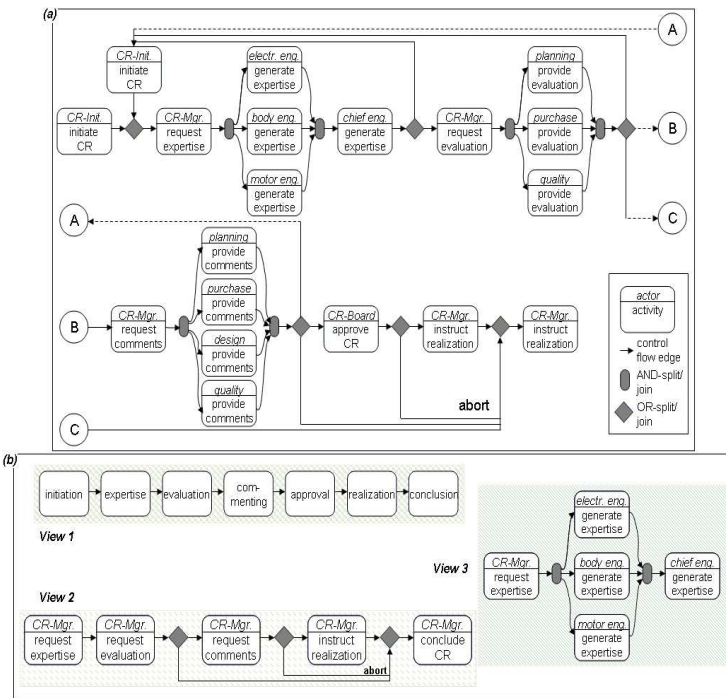 (a)
A
CR-Init.
initiate
CR
electr. eng.
generate
expertise
planning
provide
evaluation
CR-Init.
initiate
CR
CR-Mgr.
request
expertise
body eng.
generate
expertise
chief eng.
generate
expertise
CR-Mgr.
request
evaluation
purchase
provide
evaluation
B
motor eng.
generate
expertise
quality
provide
evaluation
A
C
planning
provide
comments
B
CR-Mgr.
request
comments
purchase
provide
comments
design
provide
comments
quality
provide
comments
CR-Board
approve
CR
CR-Mgr.
instruct
realization
CR-Mgr.
instruct
realization
abort
C
actor
activity
control
flow edge
AND-split/
join
OR-split/
join
(b)
initiation
expertise
evaluation
com-
menting
approval
realization
conclusion
View 1
View 2
CR-Mgr.
request
expertise
CR-Mgr.
request
evaluation
CR-Mgr.
request
comments
CR-Mgr.
instruct
realization
CR-Mgr.
conclude
CR
abort
View 3
electr. eng.
generate
expertise
CR-Mgr.
request
expertise
body eng.
generate
expertise
chief eng.
generate
expertise
motor eng.
generate
expertise